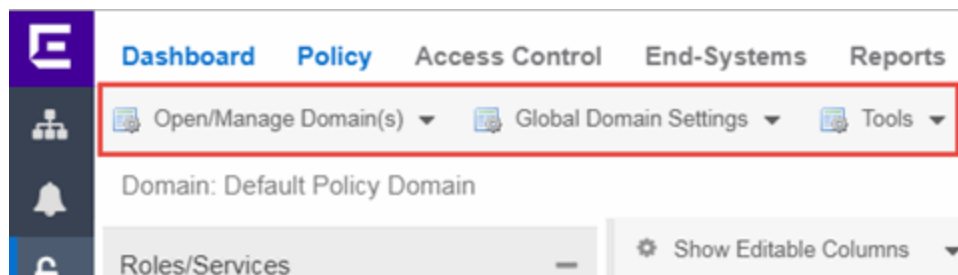 Dashboard Policy Access Control End-Systems Reports
Open/Manage Domain(s) Global Domain Settings Tools
Domain: Default Policy Domain
Roles/Services Show Editable Columns